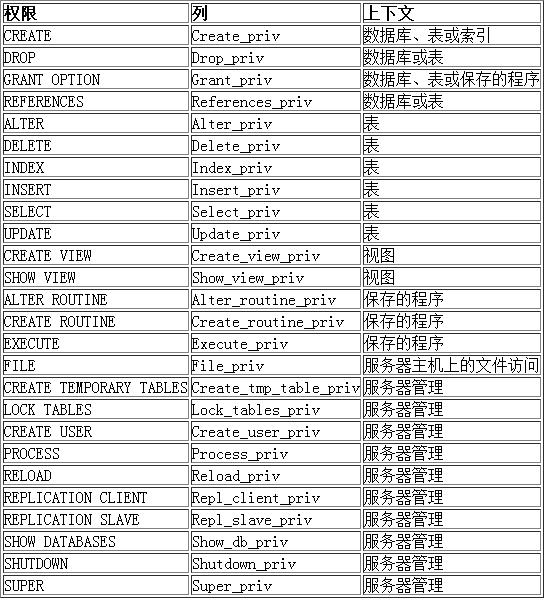 权限 列 上下文
CREATE Create_priv 数据库、表或索引
DROP Drop_priv 数据库或表
GRANT OPTION Grant_priv 数据库、表或保存的程序
REFERENCES References_priv 数据库或表
ALTER Alter_priv 表
DELETE Delete_priv 表
INDEX Index_priv 表
INSERT Insert_priv 表
SELECT Select_priv 表
UPDATE Update_priv 表
CREATE VIEW Create_view_priv 视图
SHOW VIEW Show_view_priv 视图
ALTER ROUTINE Alter_routine_priv 保存的程序
CREATE ROUTINE Create_routine_priv 保存的程序
EXECUTE Execute_priv 保存的程序
FILE File_priv 服务器主机上的文件访问
CREATE TEMPORARY TABLES Create_tmp_table_priv 服务器管理
LOCK TABLES Lock_tables_priv 服务器管理
CREATE USER Create_user_priv 服务器管理
PROCESS Process_priv 服务器管理
RELOAD Reload_priv 服务器管理
REPLICATION CLIENT Repl_client_priv 服务器管理
REPLICATION SLAVE Repl_slave_priv 服务器管理
SHOW DATABASES Show_db_priv 服务器管理
SHUTDOWN Shutdown_priv 服务器管理
SUPER Super_priv 服务器管理